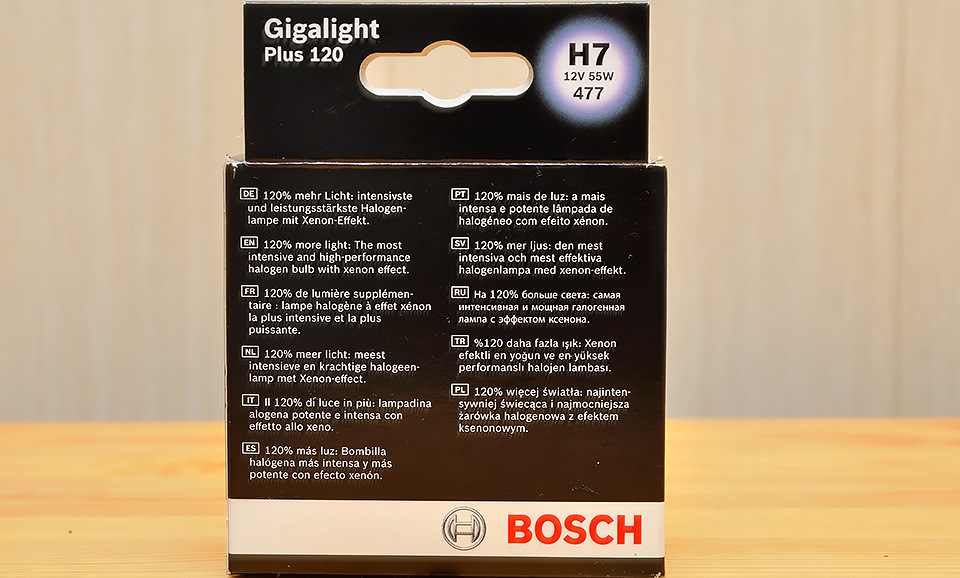 Gigalight
Plus 120
H7
12V 55W
477
DE 120% mehr Licht: intensivste
und leistungsstärkste Halogen-
lampe mit Xenon-Effekt.
EN 120% more light: The most
intensive and high-performance
halogen bulb with xenon effect.
FR 120% de lumière supplémen-
taire : lampe halogène à effet xénon
la plus intensive et la plus
puissante.
NL 120% meer licht: meest
intensieve en krachtige halogeen-
lamp met Xenon-effect.
IT Il 120% di luce in più: lampadina
alogena potente e intensa con
effetto allo xeno.
ES 120% más luz: Bombilla
halógena más intensa y más
potente con efecto xenón.
PT 120% mais de luz: a mais
intensa e potente lâmpada de
halogéneo com efeito xénon.
SV 120% mer ljus: den mest
intensiva och mest effektiva
halogenlampa med xenon-effekt.
RU На 120% больше света: самая
интенсивная и мощная галогенная
лампа с эффектом ксенона.
TR %120 daha fazla ışık: Xenon
efektli en yoğun ve en yüksek
performanslı halojen lambası.
PL 120% więcej światła: najinten-
sywniej świecąca i najmocniejsza
żarówka halogenowa z efektem
ksenonowym.
BOSCH